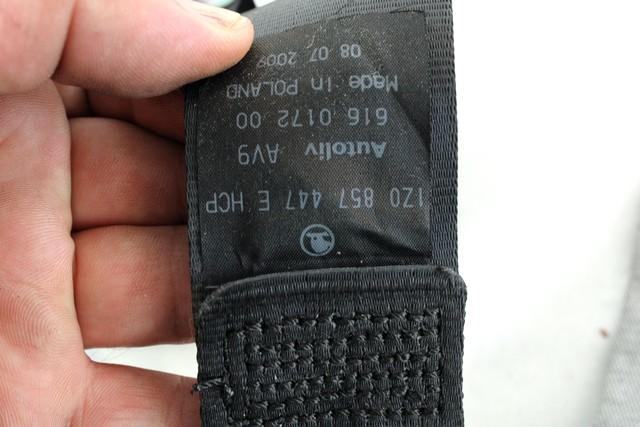 1Z0 857 447 E HCP
Autoliv AV9
616 0172 00
Made in POLAND
08 07 2009